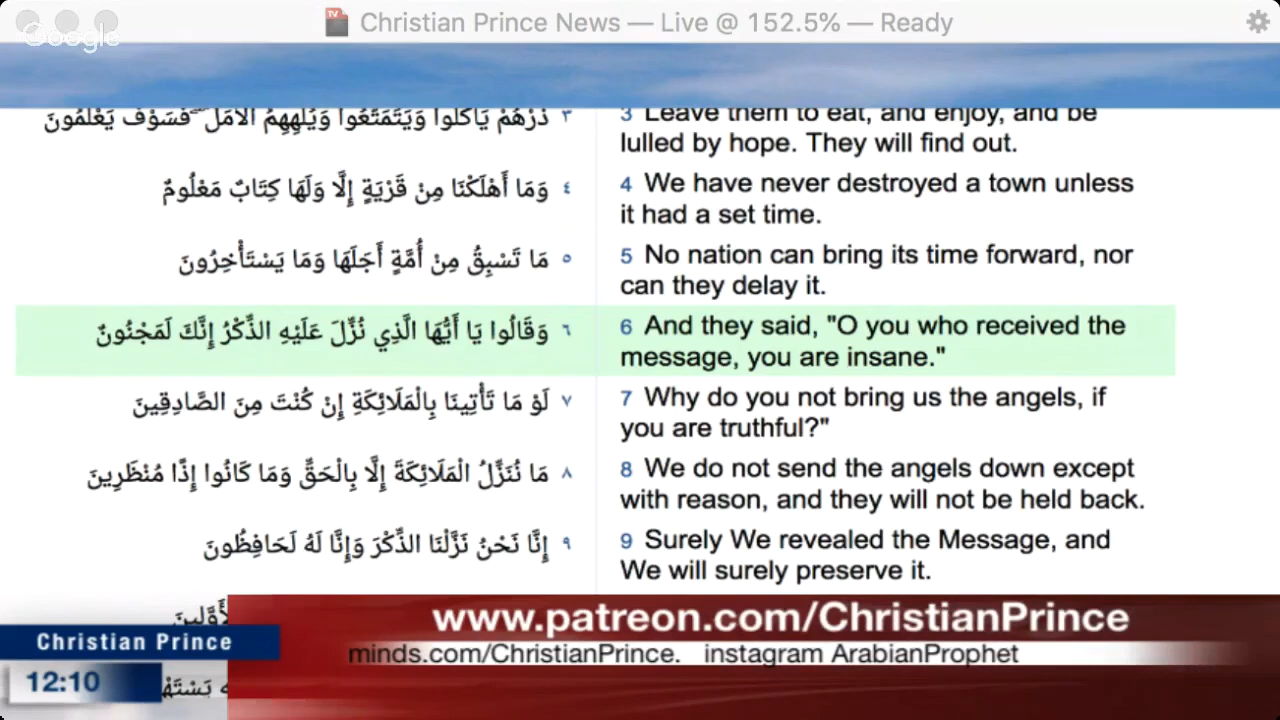 Christian Prince News — Live @ 152.5% — Ready
Google
ذَرْهُمْ يَأْكُلُوا وَيَتَمَتَّعُوا وَيُلْهِهِمُ الْأَمَلُ ۖ فَسَوْفَ يَعْلَمُونَ ٣
3 Leave them to eat, and enjoy, and be
lulled by hope. They will find out.
وَمَا أَهْلَكْنَا مِنْ قَرْيَةٍ إِلَّا وَلَهَا كِتَابٌ مَعْلُومٌ ٤
4 We have never destroyed a town unless
it had a set time.
مَا تَسْبِقُ مِنْ أُمَّةٍ أَجَلَهَا وَمَا يَسْتَأْخِرُونَ ٥
5 No nation can bring its time forward, nor
can they delay it.
وَقَالُوا يَا أَيُّهَا الَّذِي نُزِّلَ عَلَيْهِ الذِّكْرُ إِنَّكَ لَمَجْنُونٌ ٦
6 And they said, "O you who received the
message, you are insane."
لَوْ مَا تَأْتِينَا بِالْمَلَائِكَةِ إِنْ كُنْتَ مِنَ الصَّادِقِينَ ٧
7 Why do you not bring us the angels, if
you are truthful?"
مَا نُنَزِّلُ الْمَلَائِكَةَ إِلَّا بِالْحَقِّ وَمَا كَانُوا إِذًا مُنْظَرِينَ ٨
8 We do not send the angels down except
with reason, and they will not be held back.
إِنَّا نَحْنُ نَزَّلْنَا الذِّكْرَ وَإِنَّا لَهُ لَحَافِظُونَ ٩
9 Surely We revealed the Message, and
We will surely preserve it.
www.patreon.com/ChristianPrince
Christian Prince
minds.com/ChristianPrince. instagram ArabianProphet
12:10